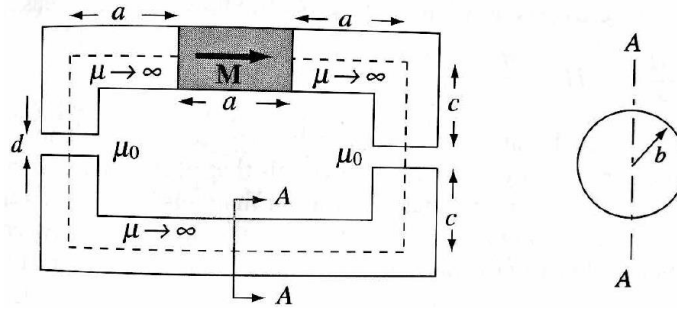 a a A
M
μ → ∞ μ → ∞
a c
d μ₀ μ₀ b
A
c
μ → ∞
A A